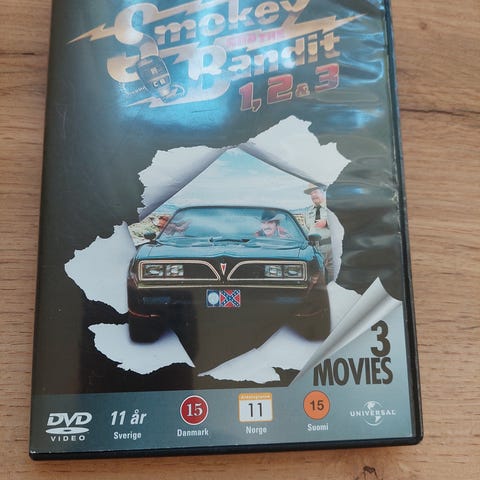 Smokey
AND THE
Bandit
1, 2 & 3
3
MOVIES
DVD
VIDEO
11 år
Sverige
15
Danmark
11
Norge
15
Suomi
UNIVERSAL